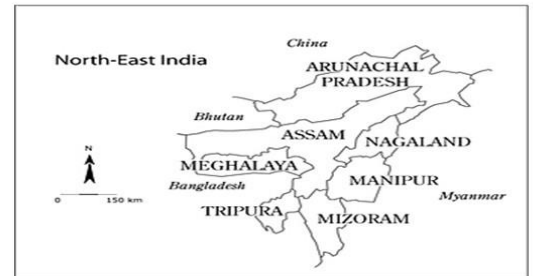 China
North-East India
ARUNACHAL
PRADESH
Bhutan
ASSAM
NAGALAND
N
MEGHALAYA
MANIPUR
Bangladesh
Myanmar
0 150 km
TRIPURA
MIZORAM